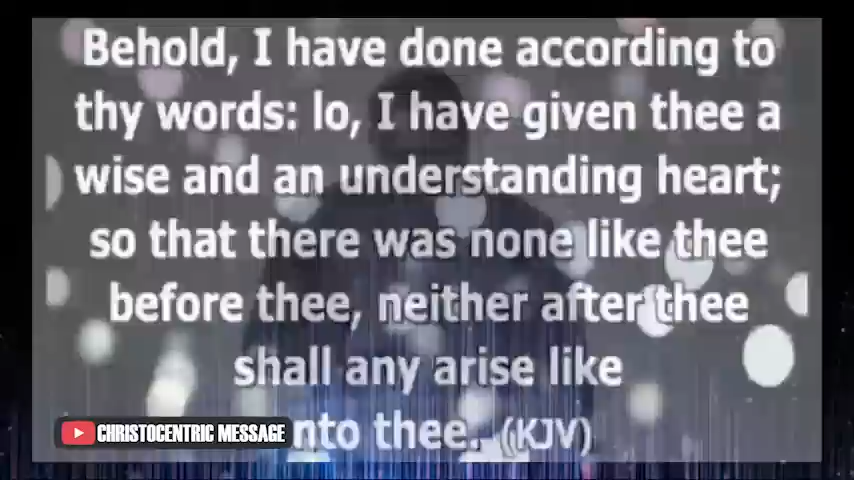 Behold, I have done according to
thy words: lo, I have given thee a
wise and an understanding heart;
so that there was none like thee
before thee, neither after thee
shall any arise like
nto thee. (KJV)
CHRISTOCENTRIC MESSAGE